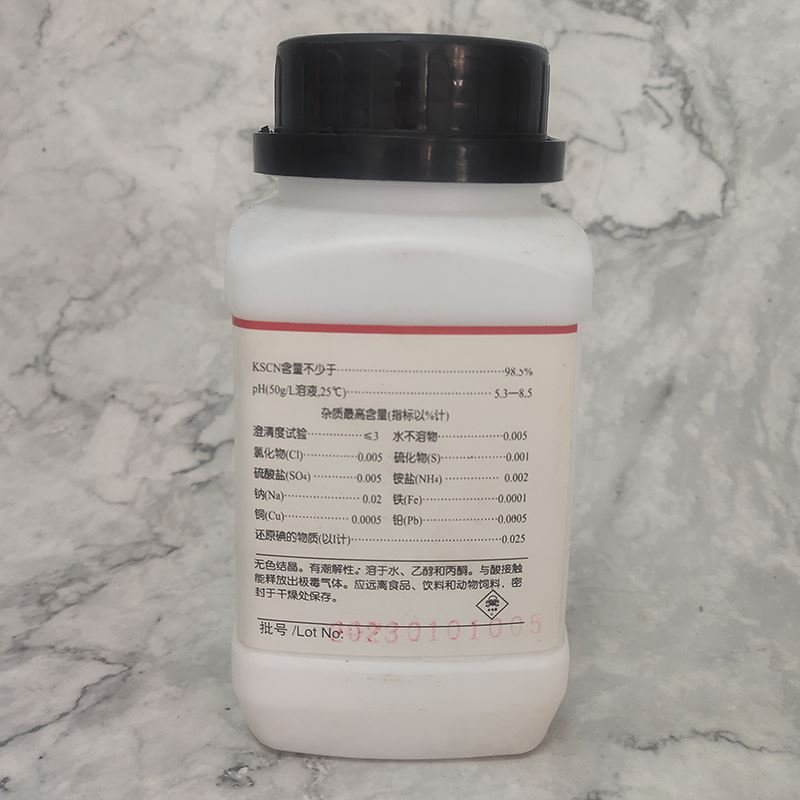 KSCN含量不少于……………………98.5%
pH(50g/L溶液,25℃)……………………5.3—8.5
杂质最高含量(指标以%计)
澄清度试验…………≤3 水不溶物…………0.005
氯化物(Cl)…………0.005 硫化物(S)…………0.001
硫酸盐(SO4)…………0.005 铵盐(NH4)…………0.002
钠(Na)…………0.02 铁(Fe)…………0.0001
铜(Cu)…………0.0005 铅(Pb)…………0.0005
还原碘的物质(以I计)……………………0.025
无色结晶。有潮解性。溶于水、乙醇和丙酮。与酸接触
能释放出极毒气体。应远离食品、饮料和动物饲料，密
封于干燥处保存。
批号 /Lot No: 20230101005